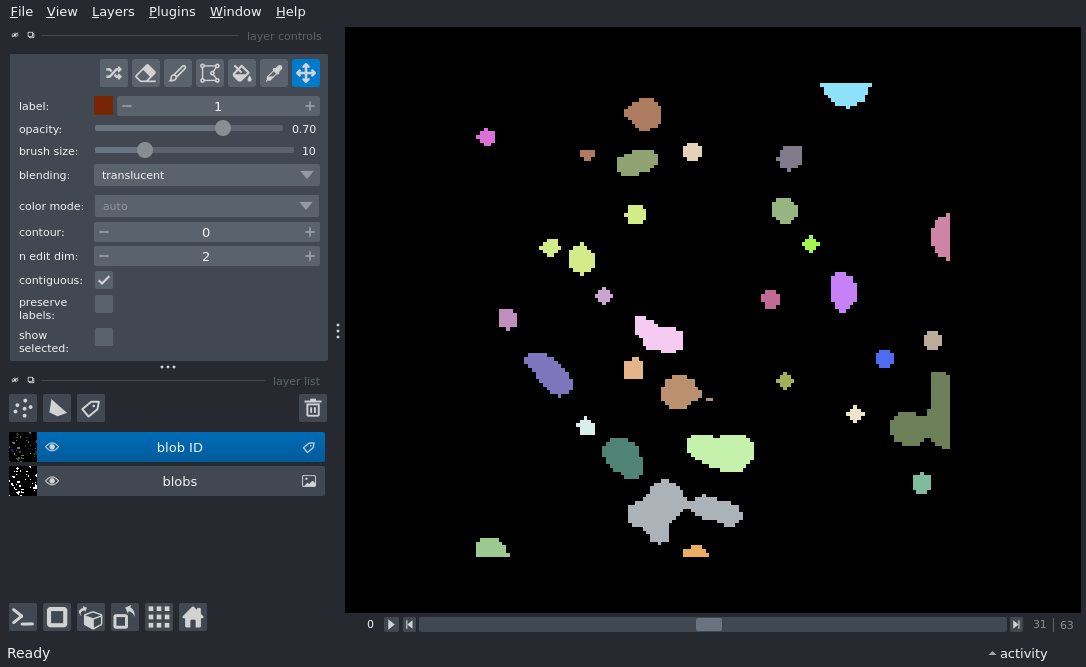 File View Layers Plugins Window Help
layer controls
label: 1
opacity: 0.70
brush size: 10
blending: translucent
color mode: auto
contour: 0
n edit dim: 2
contiguous:
preserve
labels:
show
selected:
layer list
blob ID
blobs
0 31 63
Ready activity